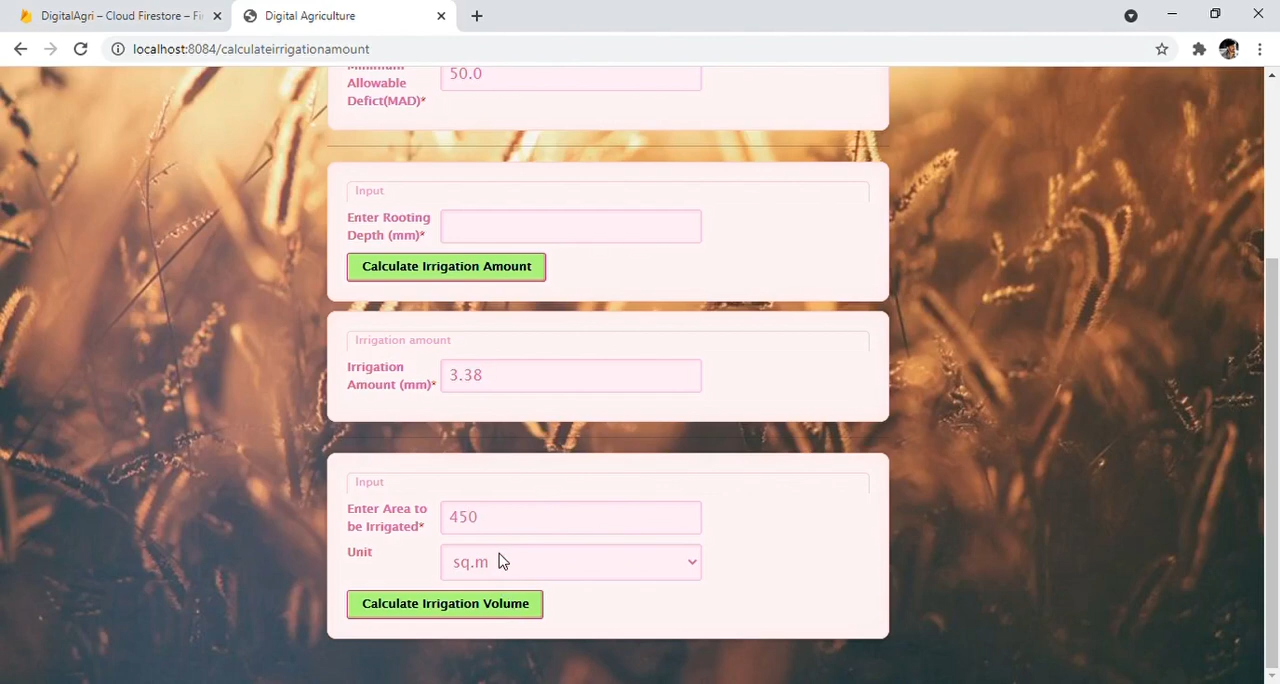 DigitalAgri – Cloud Firestore – Fi
Digital Agriculture
localhost:8084/calculateirrigationamount
Minimum
Allowable
Defict(MAD)*
50.0
Input
Enter Rooting
Depth (mm)*
Calculate Irrigation Amount
Irrigation amount
Irrigation
Amount (mm)*
3.38
Input
Enter Area to
be Irrigated*
450
Unit
sq.m
Calculate Irrigation Volume